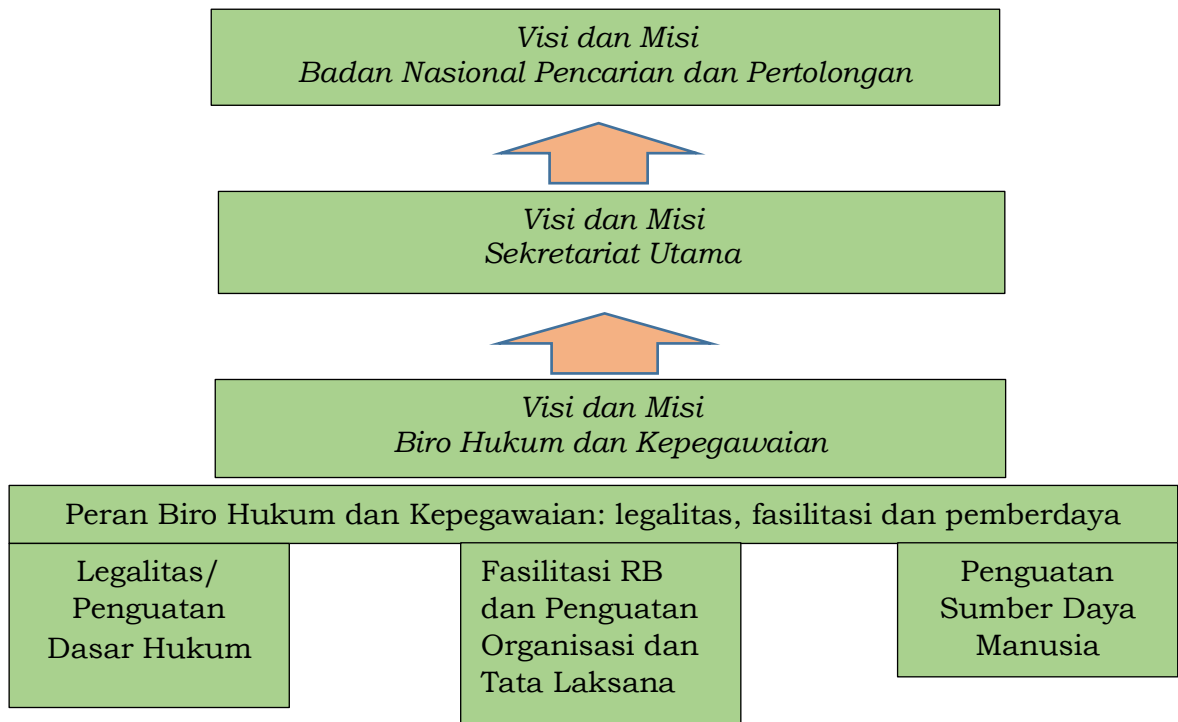 Visi dan Misi
Badan Nasional Pencarian dan Pertolongan
Visi dan Misi
Sekretariat Utama
Visi dan Misi
Biro Hukum dan Kepegawaian
Peran Biro Hukum dan Kepegawaian: legalitas, fasilitasi dan pemberdaya
Legalitas/
Penguatan
Dasar Hukum
Fasilitasi RB
dan Penguatan
Organisasi dan
Tata Laksana
Penguatan
Sumber Daya
Manusia